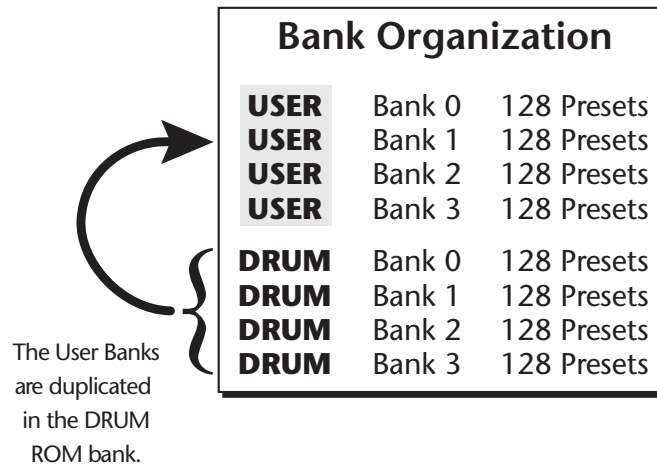 Bank Organization
USER Bank 0 128 Presets
USER Bank 1 128 Presets
USER Bank 2 128 Presets
USER Bank 3 128 Presets
DRUM Bank 0 128 Presets
DRUM Bank 1 128 Presets
DRUM Bank 2 128 Presets
DRUM Bank 3 128 Presets
The User Banks
are duplicated
in the DRUM
ROM bank.